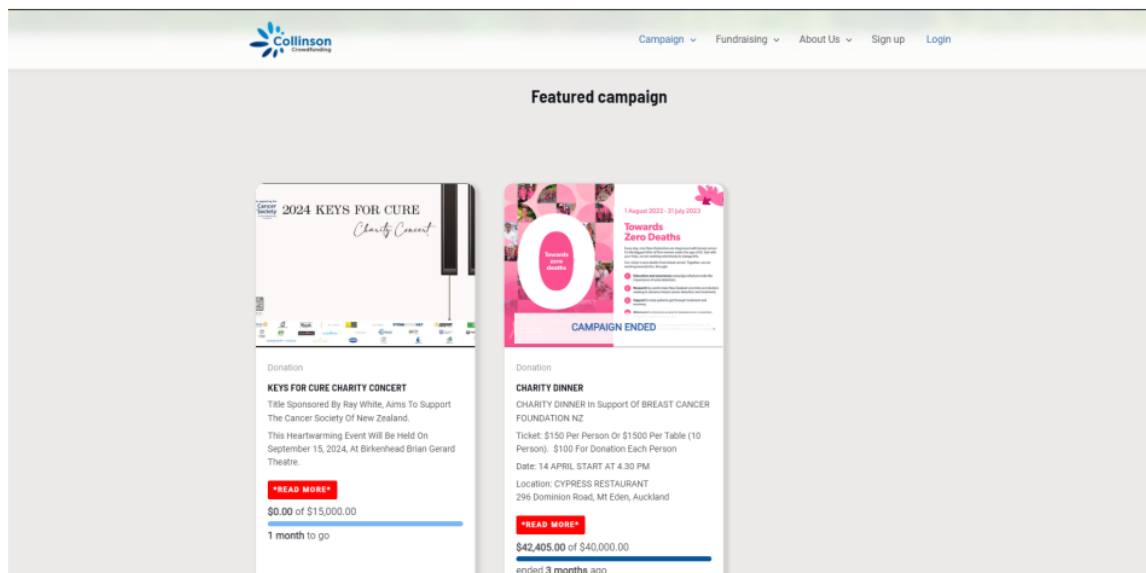 Collinson
Crowdfunding
Campaign
Fundraising
About Us
Sign up
Login
Featured campaign
Cancer
Society
2024 KEYS FOR CURE
Charity Concert
Donation
KEYS FOR CURE CHARITY CONCERT
Title Sponsored By Ray White, Aims To Support
The Cancer Society Of New Zealand.
This Heartwarming Event Will Be Held On
September 15, 2024, At Birkenhead Brian Gerard
Theatre.
*READ MORE*
$0.00 of $15,000.00
1 month to go
1 August 2022 - 31 July 2023
Towards
Zero Deaths
Towards
zero
deaths
CAMPAIGN ENDED
Donation
CHARITY DINNER
CHARITY DINNER In Support Of BREAST CANCER
FOUNDATION NZ
Ticket: $150 Per Person Or $1500 Per Table (10
Person). $100 For Donation Each Person
Date: 14 APRIL START AT 4.30 PM
Location: CYPRESS RESTAURANT
296 Dominion Road, Mt Eden, Auckland
*READ MORE*
$42,405.00 of $40,000.00
ended 3 months ago